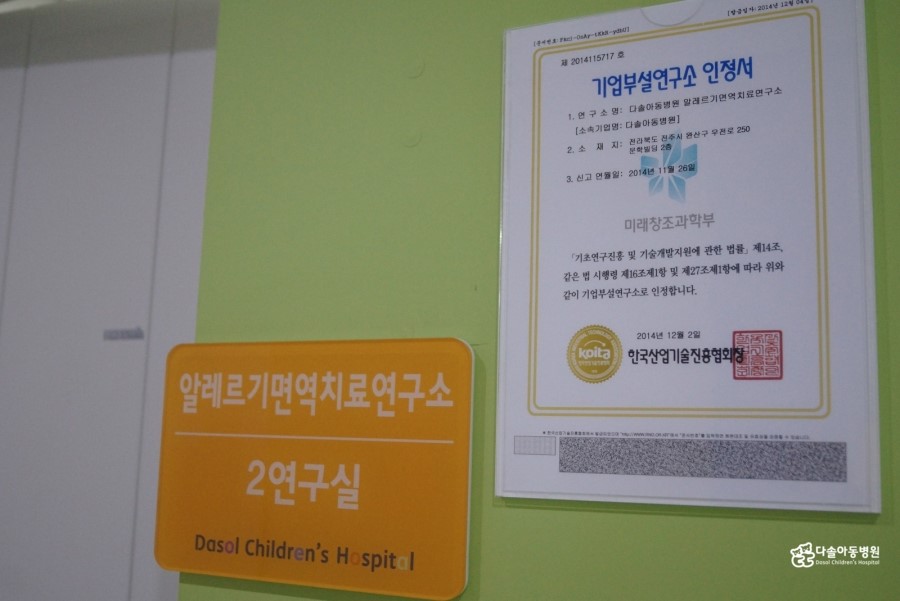 제 2014115717 호
기업부설연구소 인정서
1. 연 구 소 명: 다솔아동병원 알레르기면역치료연구소
[소속기업명: 다솔아동병원]
2. 소 재 지: 전라북도 전주시 완산구 우전로 250
문학빌딩 2층
3. 신고 연월일: 2014년 11월 26일
미래창조과학부
「기초연구진흥 및 기술개발지원에 관한 법률」 제14조,
같은 법 시행령 제16조제1항 및 제27조제1항에 따라 위와
같이 기업부설연구소로 인정합니다.
2014년 12월 2일
koita
한국산업기술진흥협회장
알레르기면역치료연구소
2연구실
Dasol Children's Hospital
다솔아동병원
Dasol Children's Hospital